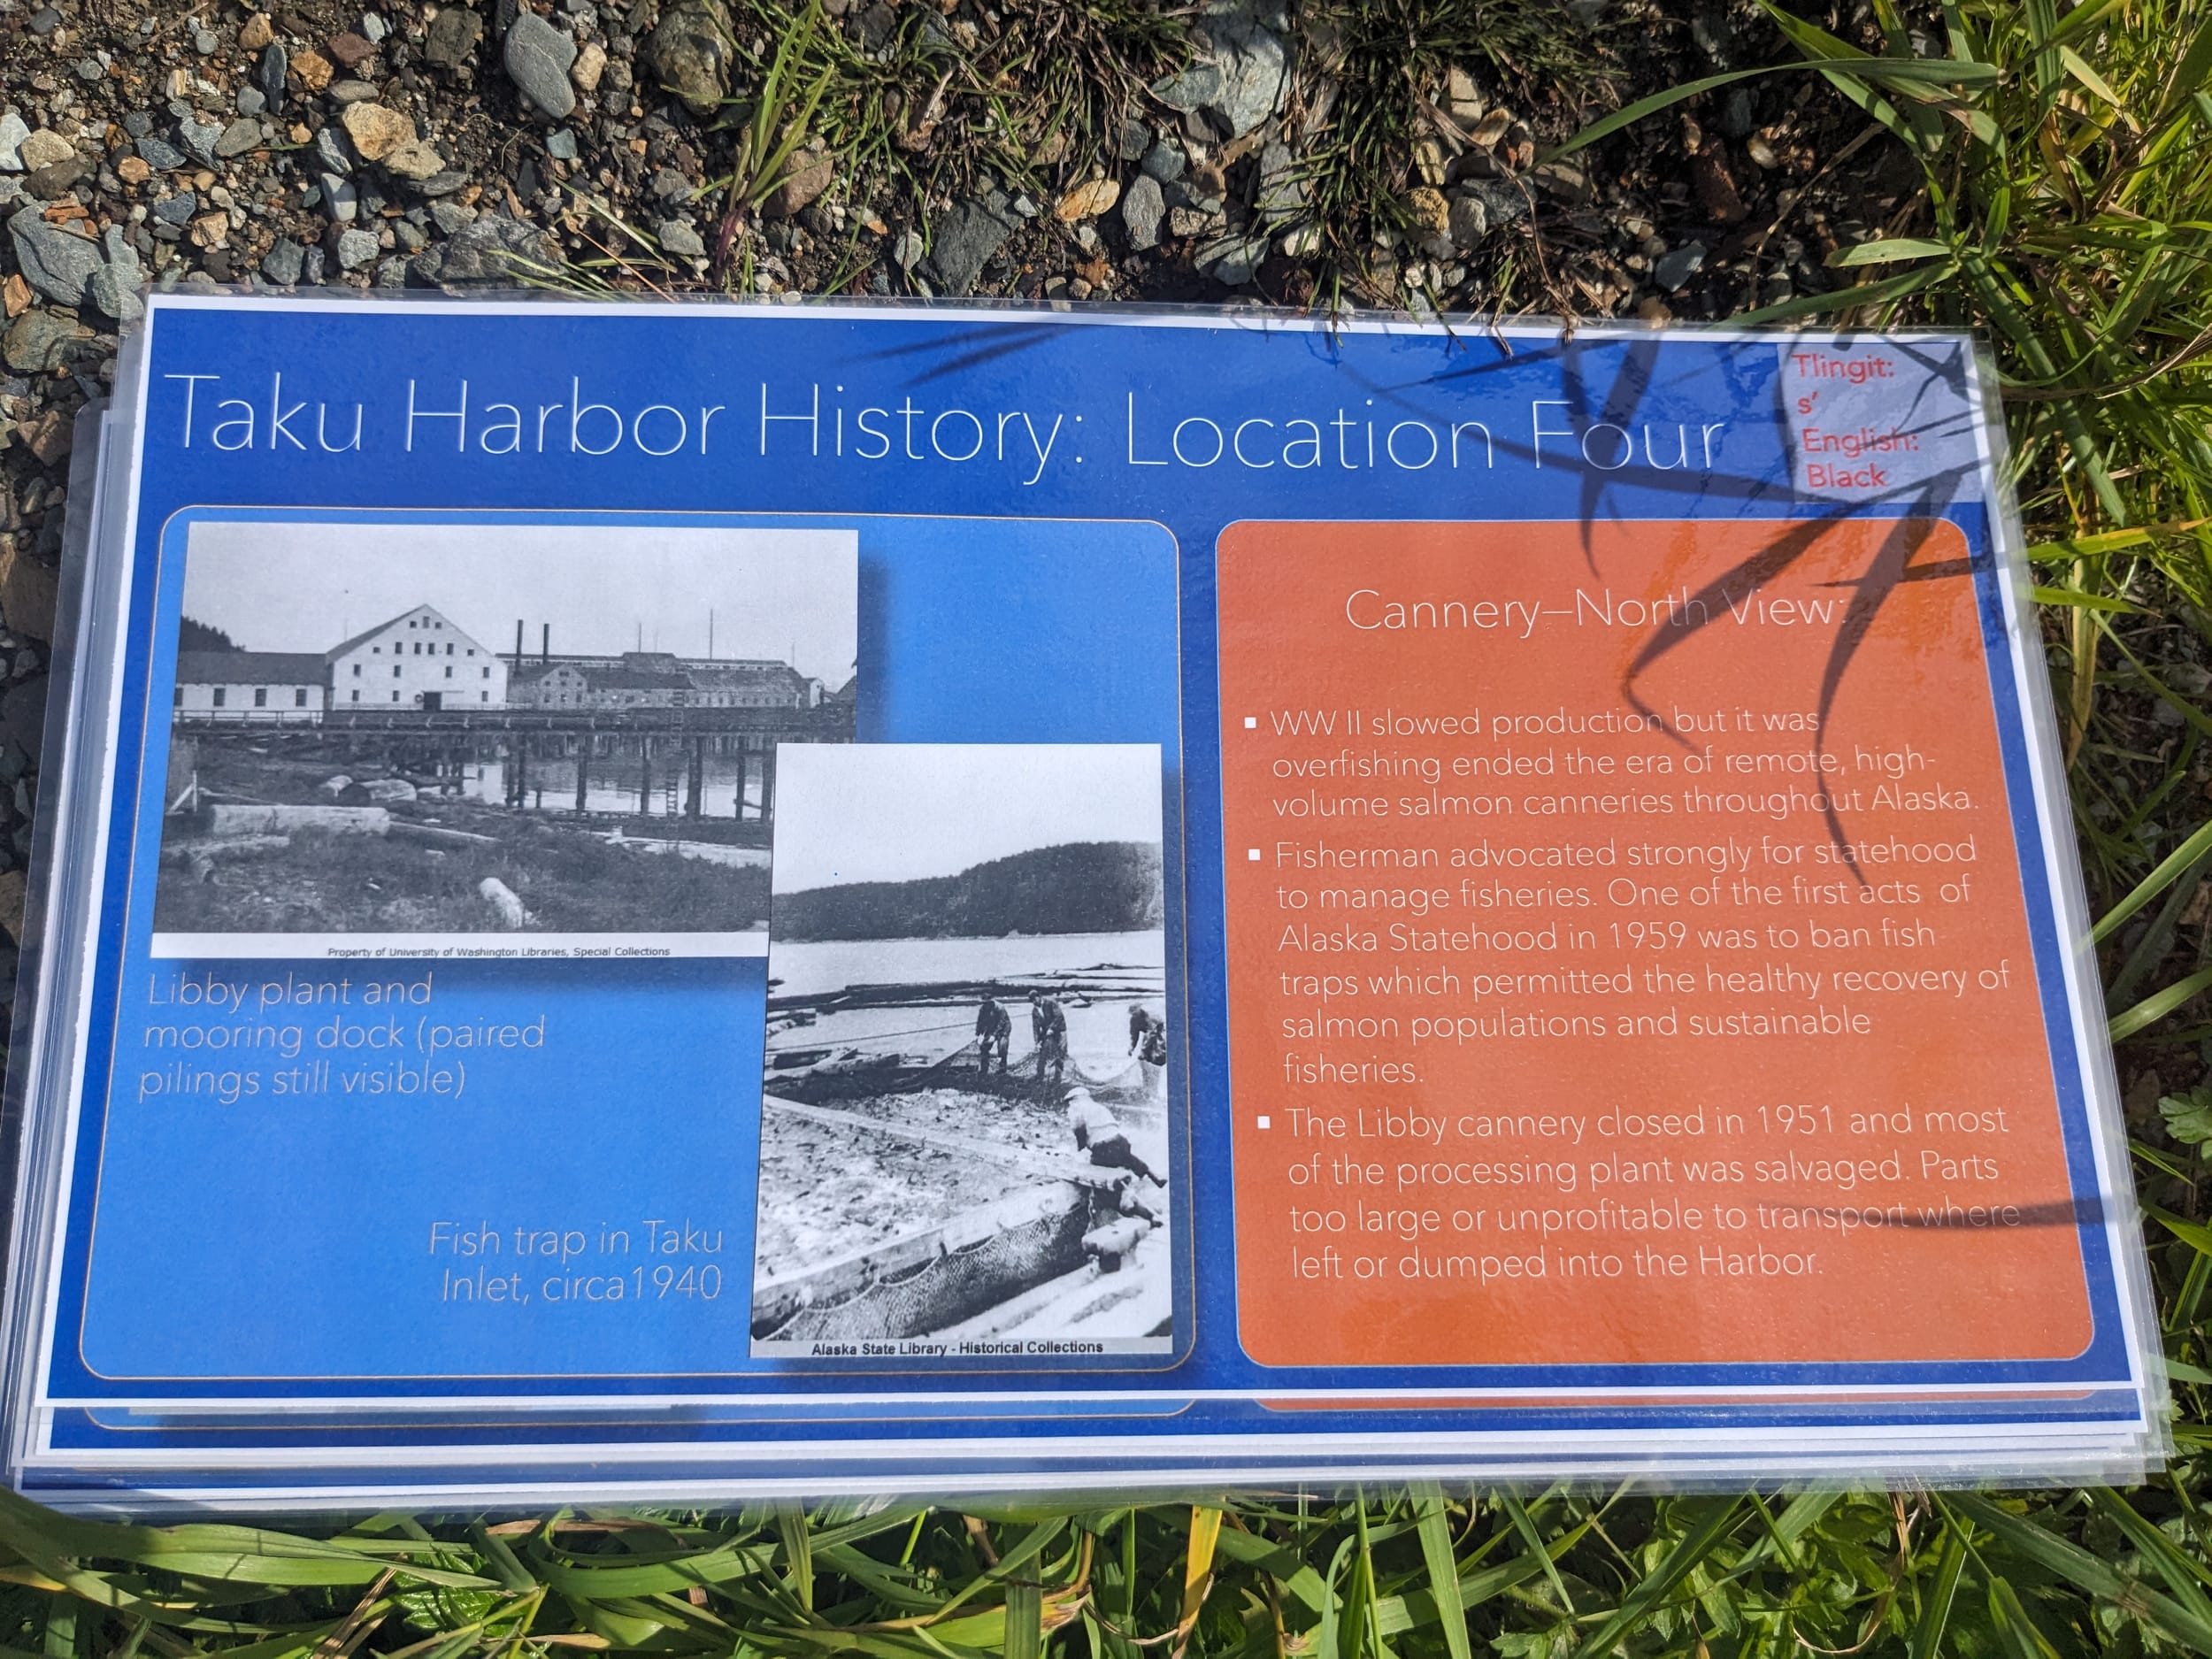 Taku Harbor History: Location Four
Tlingit:
s'
English:
Black
Property of University of Washington Libraries, Special Collections
Libby plant and
mooring dock (paired
pilings still visible)
Fish trap in Taku
Inlet, circa1940
Alaska State Library - Historical Collections
Cannery—North View:
▪ WW II slowed production but it was
overfishing ended the era of remote, high-
volume salmon canneries throughout Alaska.
▪ Fisherman advocated strongly for statehood
to manage fisheries. One of the first acts of
Alaska Statehood in 1959 was to ban fish
traps which permitted the healthy recovery of
salmon populations and sustainable
fisheries.
▪ The Libby cannery closed in 1951 and most
of the processing plant was salvaged. Parts
too large or unprofitable to transport where
left or dumped into the Harbor.